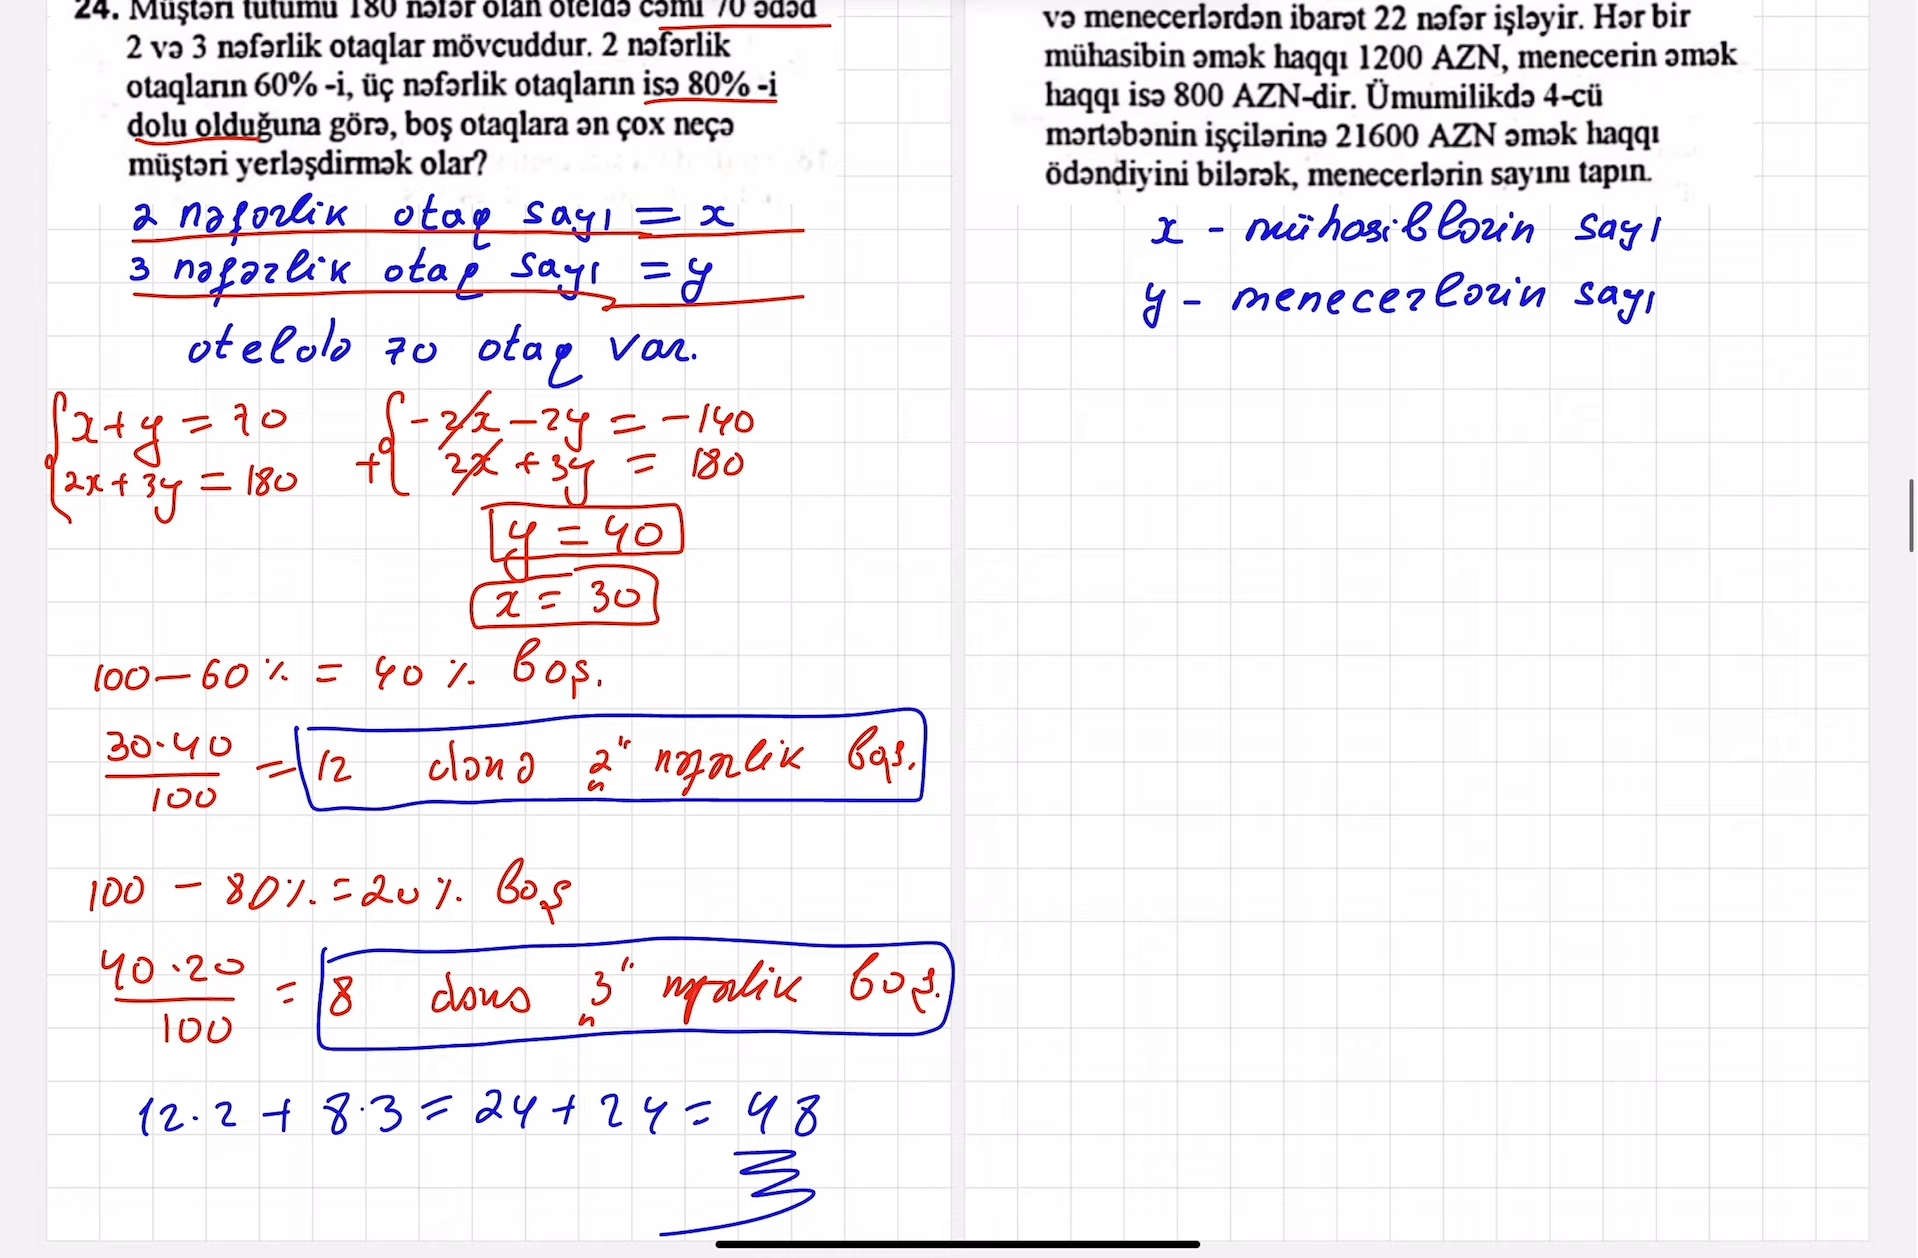 24. Müştəri tutumu 180 nəfər olan oteldə cəmi 70 ədəd
2 və 3 nəfərlik otaqlar mövcuddur. 2 nəfərlik
otaqların 60% -i, üç nəfərlik otaqların isə 80% -i
dolu olduğuna görə, boş otaqlara ən çox neçə
müştəri yerləşdirmək olar?
2 nəfərlik otaq sayı = x
3 nəfərlik otaq sayı = y
oteldə 70 otaq var.
x + y = 70
2x + 3y = 180
-2x - 2y = -140
+ 2x + 3y = 180
y = 40
x = 30
100 - 60% = 40% boş.
30·40/100 = 12 dənə "2" nəfərlik boş.
100 - 80% = 20% boş
40·20/100 = 8 dənə "3" nəfərlik boş.
12·2 + 8·3 = 24 + 24 = 48
və menecerlərdən ibarət 22 nəfər işləyir. Hər bir
mühasibin əmək haqqı 1200 AZN, menecerin əmək
haqqı isə 800 AZN-dir. Ümumilikdə 4-cü
mərtəbənin işçilərinə 21600 AZN əmək haqqı
ödəndiyini bilərək, menecerlərin sayını tapın.
x - mühasiblərin sayı
y - menecerlərin sayı